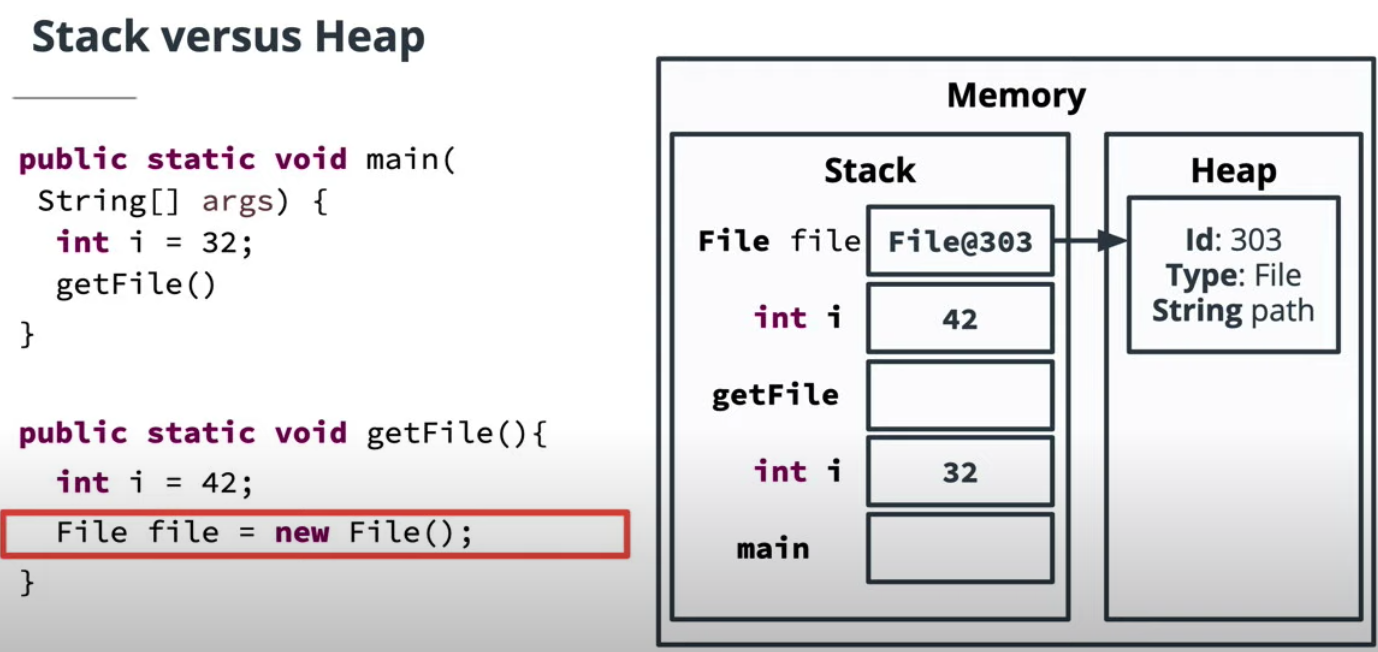 Stack versus Heap
public static void main(
String[] args) {
int i = 32;
getFile()
}
public static void getFile(){
int i = 42;
File file = new File();
}
Memory
Stack
File file File@303
int i 42
getFile
int i 32
main
Heap
Id: 303
Type: File
String path